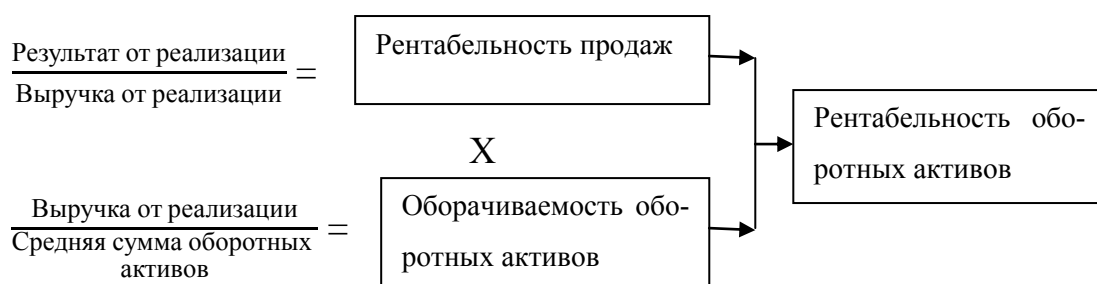 Результат от реализации
Выручка от реализации
=
Рентабельность продаж
X
Рентабельность обо-
ротных активов
Выручка от реализации
Средняя сумма оборотных
активов
=
Оборачиваемость обо-
ротных активов